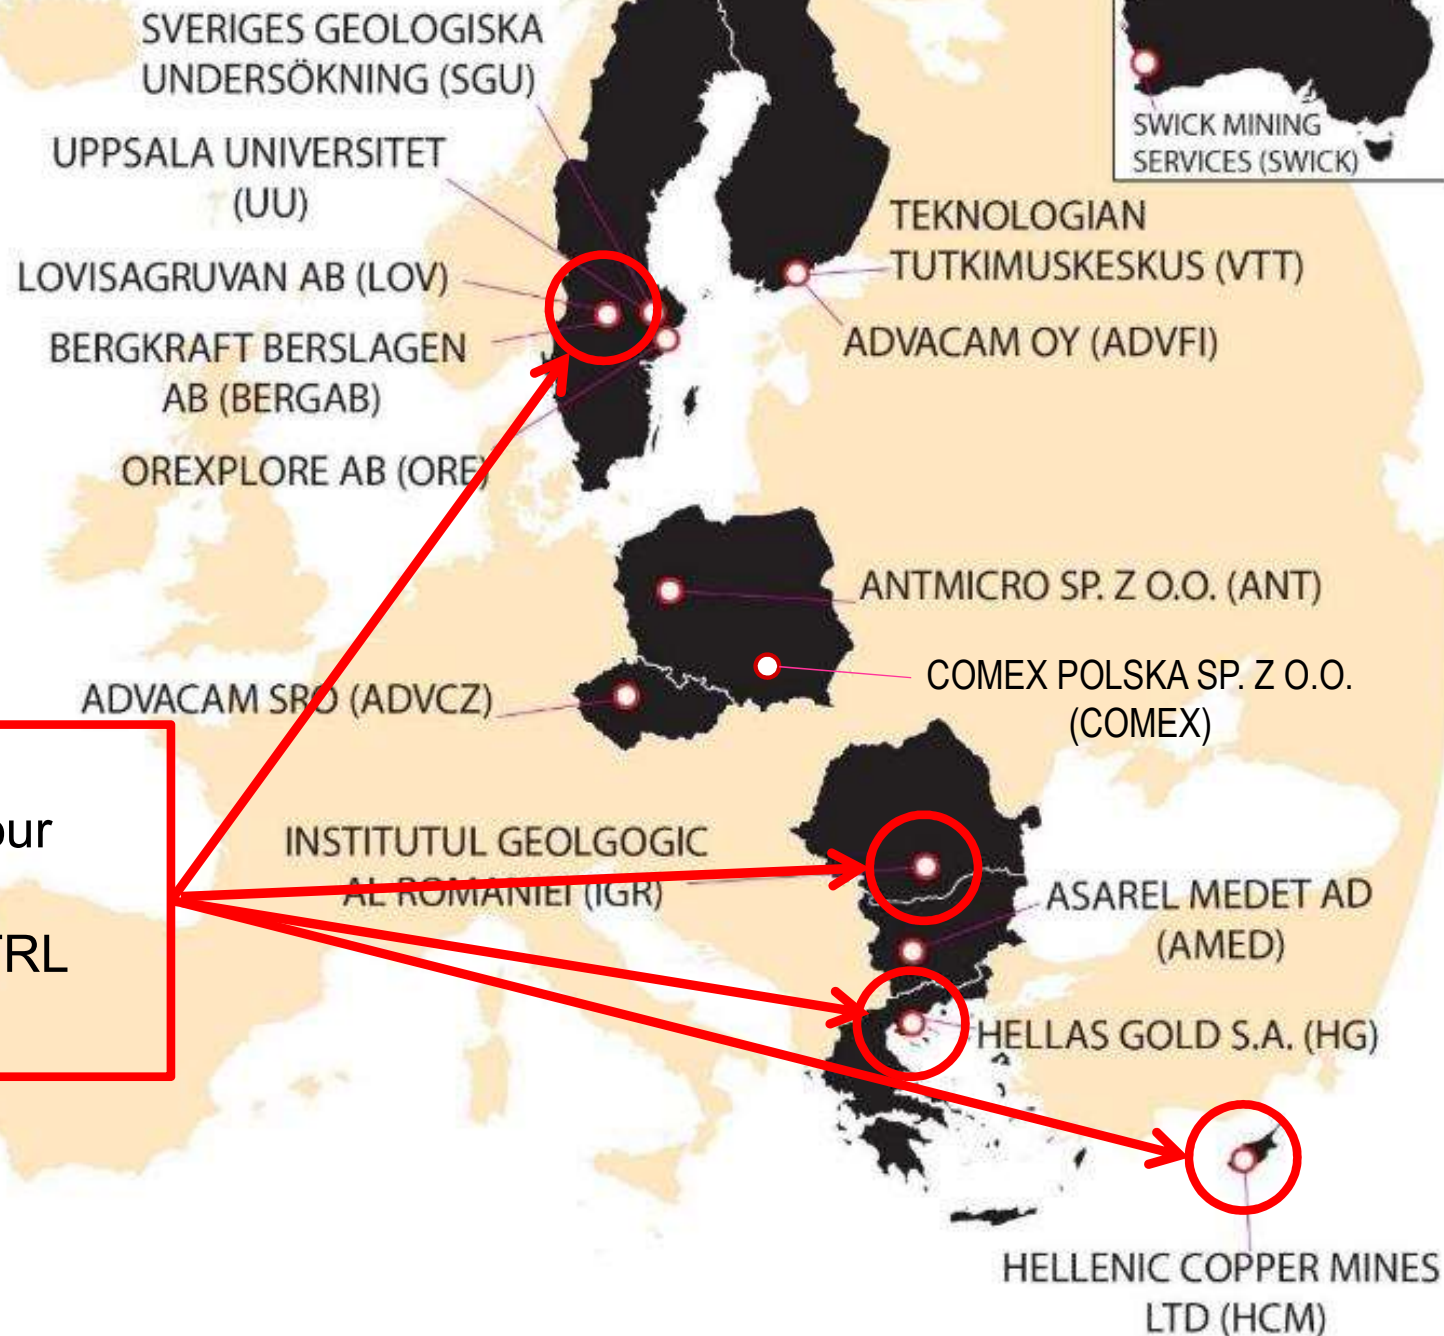 SVERIGES GEOLOGISKA
UNDERSÖKNING (SGU)
UPPSALA UNIVERSITET
(UU)
LOVISAGRUVAN AB (LOV)
BERGKRAFT BERSLAGEN
AB (BERGAB)
OREXPLORE AB (ORE)
SWICK MINING
SERVICES (SWICK)
TEKNOLOGIAN
TUTKIMUSKESKUS (VTT)
ADVACAM OY (ADVFI)
ANTMICRO SP. Z O.O. (ANT)
COMEX POLSKA SP. Z O.O.
(COMEX)
ADVACAM SRO (ADVCZ)
INSTITUTUL GEOLGOGIC
AL ROMANIEI (IGR)
ASAREL MEDET AD
(AMED)
HELLAS GOLD S.A. (HG)
HELLENIC COPPER MINES
LTD (HCM)
TRL